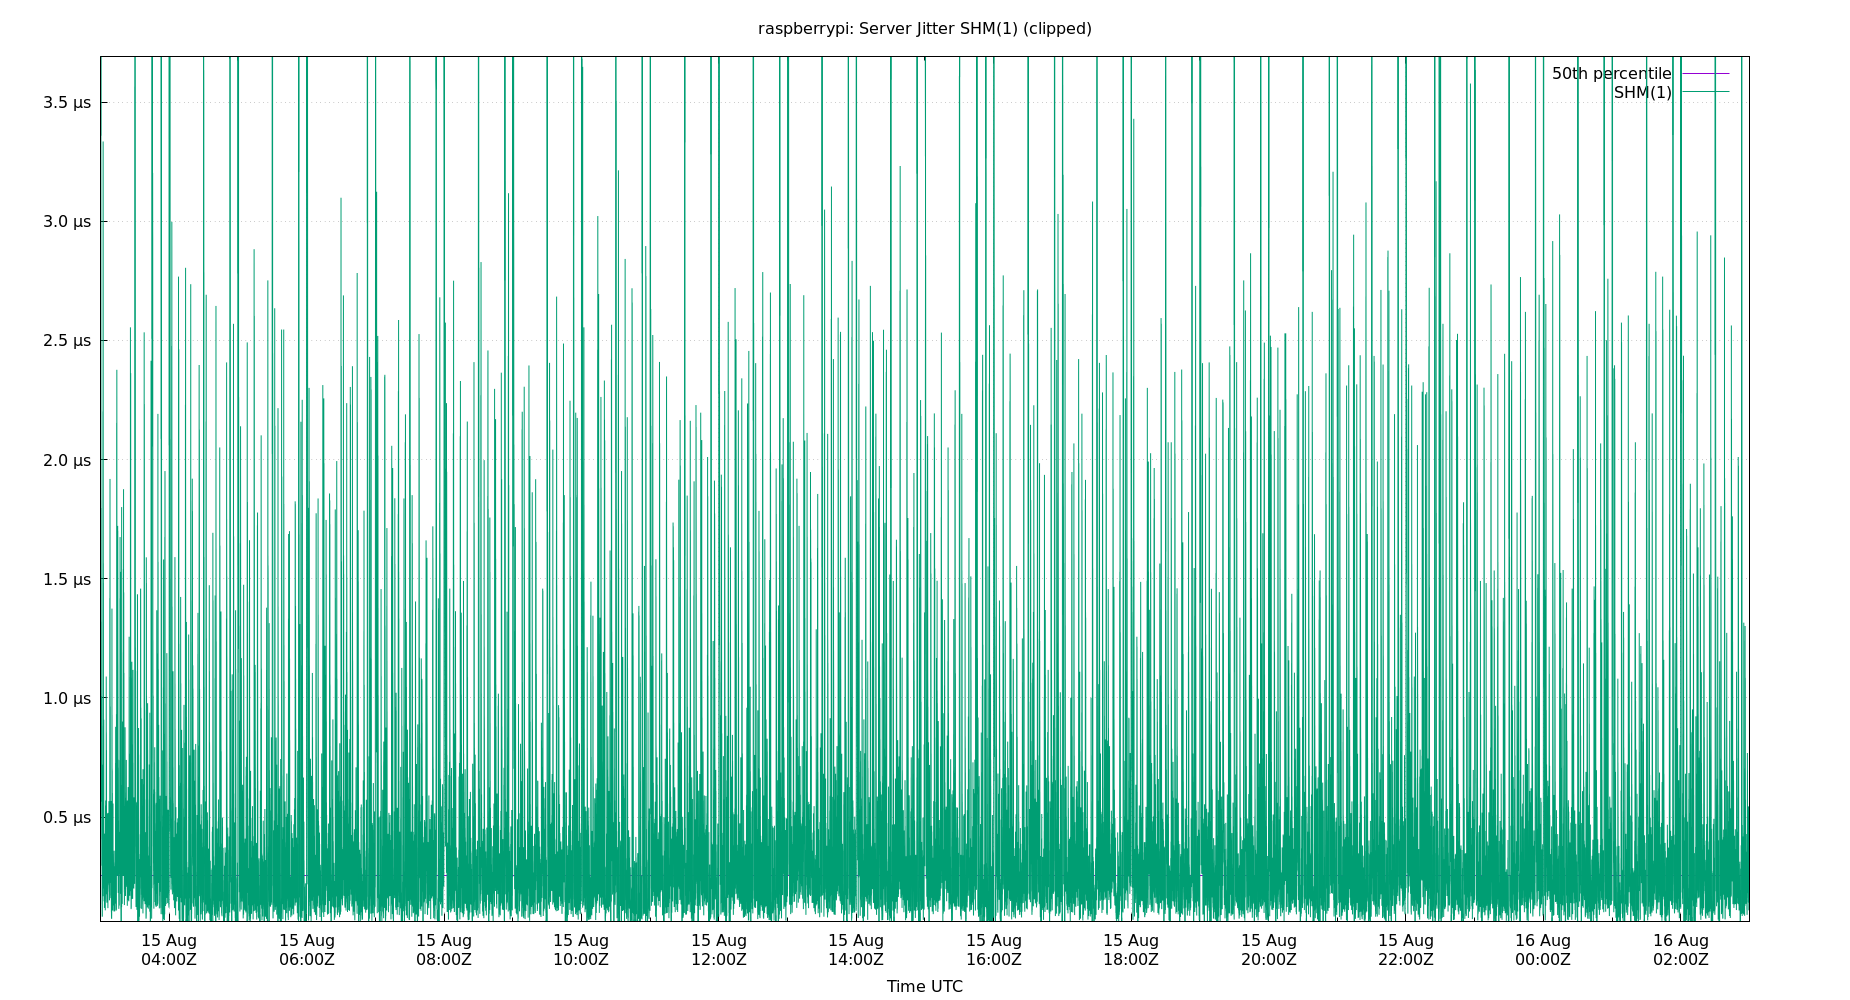 raspberrypi: Server Jitter SHM(1) (clipped)
50th percentile
SHM(1)
3.5 µs
3.0 µs
2.5 µs
2.0 µs
1.5 µs
1.0 µs
0.5 µs
15 Aug 15 Aug 15 Aug 15 Aug 15 Aug 15 Aug 15 Aug 15 Aug 15 Aug 15 Aug 16 Aug 16 Aug
04:00Z 06:00Z 08:00Z 10:00Z 12:00Z 14:00Z 16:00Z 18:00Z 20:00Z 22:00Z 00:00Z 02:00Z
Time UTC